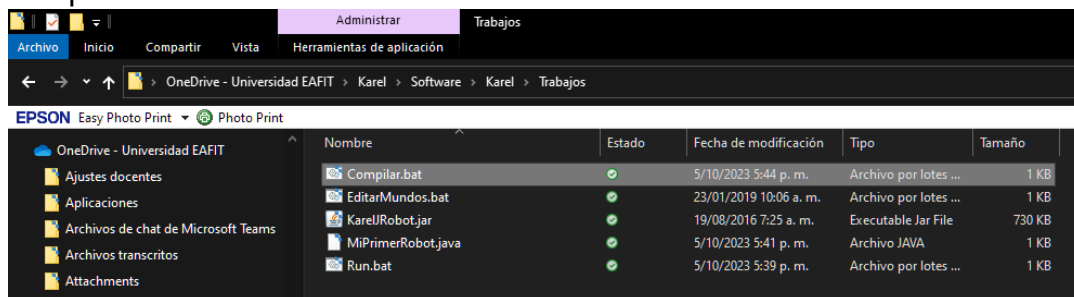 Administrar Trabajos
Archivo Inicio Compartir Vista Herramientas de aplicación
OneDrive - Universidad EAFIT > Karel > Software > Karel > Trabajos
EPSON Easy Photo Print Photo Print
OneDrive - Universidad EAFIT Nombre Estado Fecha de modificación Tipo Tamaño
Ajustes docentes Compilar.bat 5/10/2023 5:44 p. m. Archivo por lotes ... 1 KB
Aplicaciones EditarMundos.bat 23/01/2019 10:06 a. m. Archivo por lotes ... 1 KB
Archivos de chat de Microsoft Teams KarelJRobot.jar 19/08/2016 7:25 a. m. Executable Jar File 730 KB
Archivos transcritos MiPrimerRobot.java 5/10/2023 5:41 p. m. Archivo JAVA 1 KB
Attachments Run.bat 5/10/2023 5:39 p. m. Archivo por lotes ... 1 KB